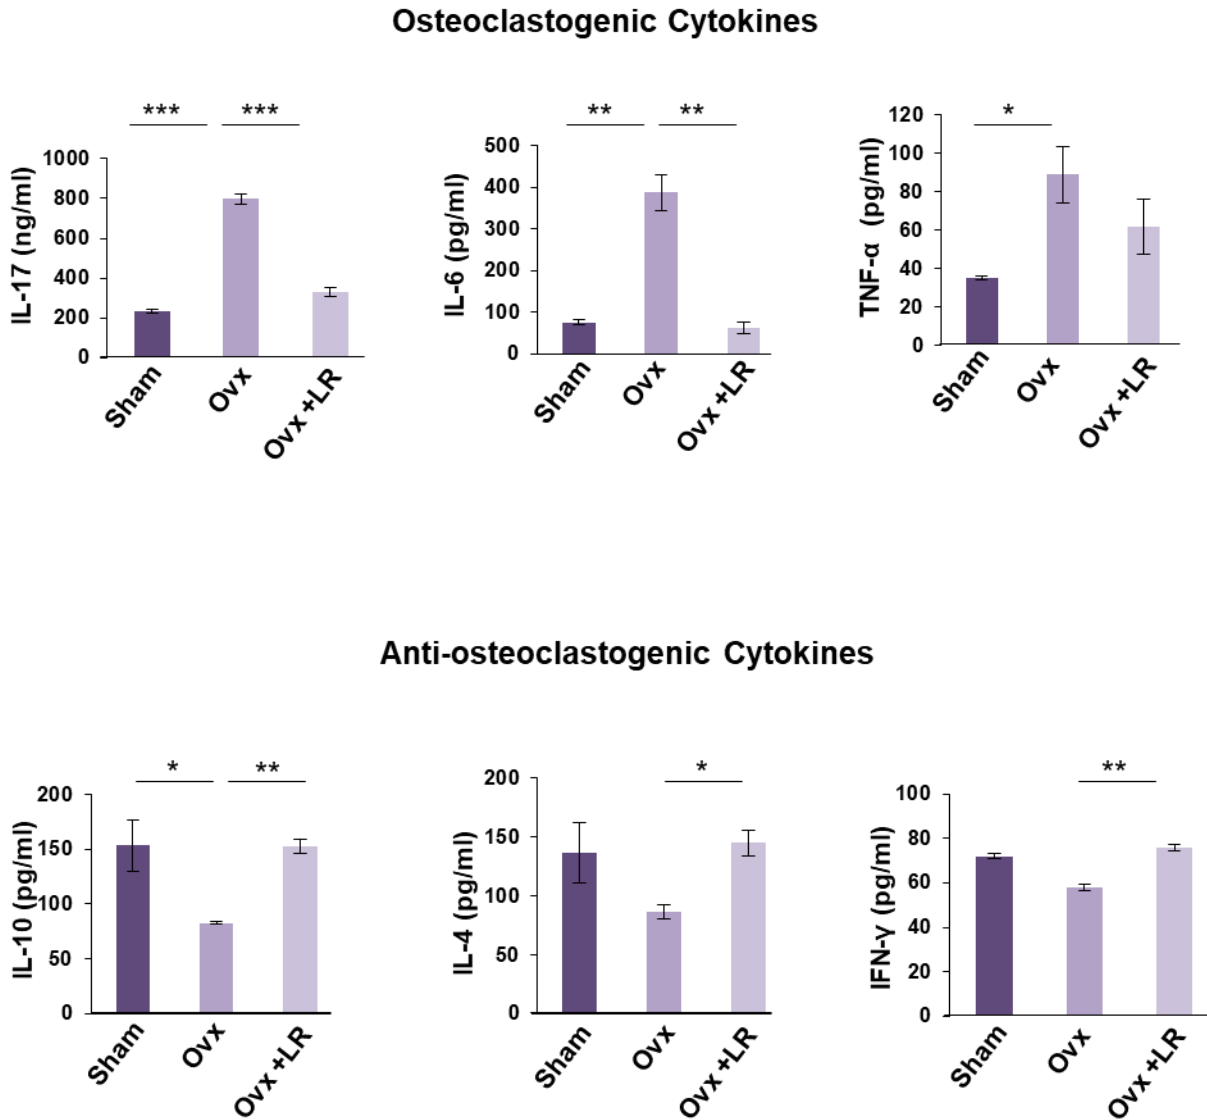 Osteoclastogenic Cytokines
*** ***
IL-17 (ng/ml)
1000
800
600
400
200
0
Sham
Ovx
Ovx +LR
** **
IL-6 (pg/ml)
500
400
300
200
100
0
Sham
Ovx
Ovx +LR
*
TNF-α (pg/ml)
120
100
80
60
40
20
0
Sham
Ovx
Ovx +LR
Anti-osteoclastogenic Cytokines
* **
IL-10 (pg/ml)
200
150
100
50
0
Sham
Ovx
Ovx +LR
*
IL-4 (pg/ml)
200
150
100
50
0
Sham
Ovx
Ovx +LR
**
IFN-γ (pg/ml)
100
80
60
40
20
0
Sham
Ovx
Ovx +LR